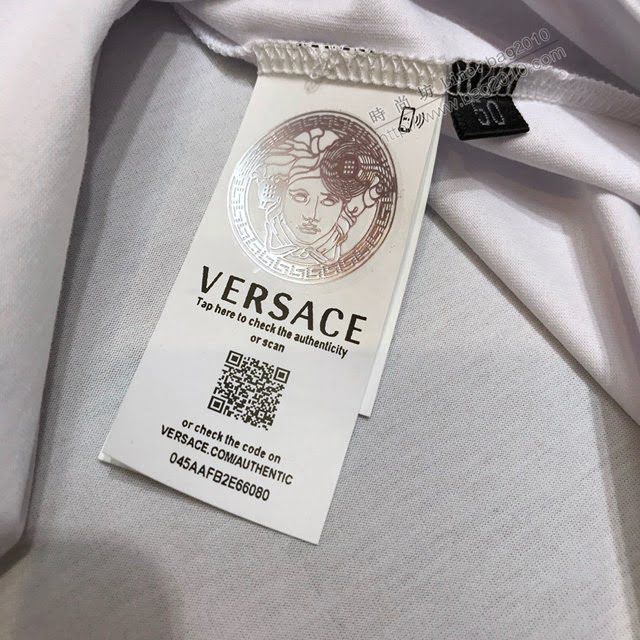 時尚坊
50
VERSACE
Tap here to check the authenticity
or scan
or check the code on
VERSACE.COM/AUTHENTIC
045AAFB2E66080